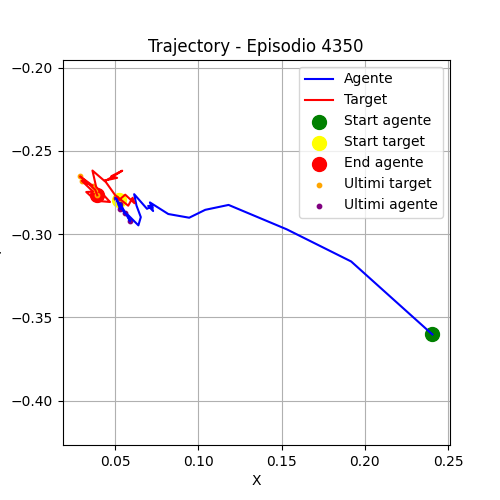 Trajectory - Episodio 4350
Agente
Target
Start agente
Start target
End agente
Ultimi target
Ultimi agente
−0.20
−0.25
−0.30
−0.35
−0.40
0.05
0.10
0.15
0.20
0.25
X